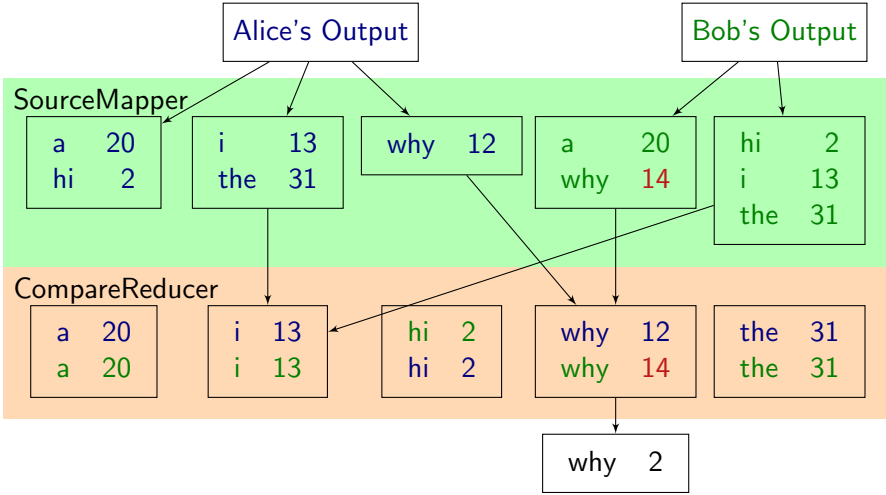 Alice's Output
Bob's Output
SourceMapper
a 20
hi 2
i 13
the 31
why 12
a 20
why 14
hi 2
i 13
the 31
CompareReducer
a 20
a 20
i 13
i 13
hi 2
hi 2
why 12
why 14
the 31
the 31
why 2